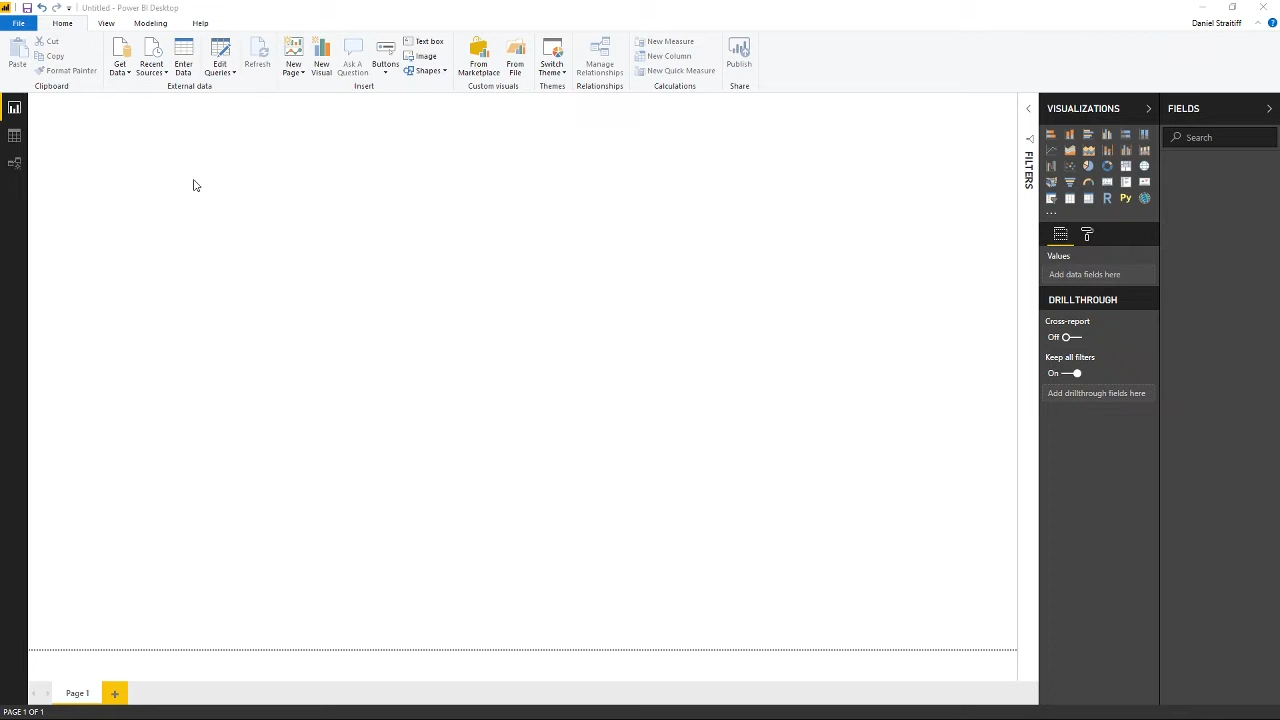 Untitled - Power BI Desktop
File Home View Modeling Help Daniel Straitiff
Paste
Cut
Copy
Format Painter
Clipboard
Get Data
Recent Sources
Enter Data
Edit Queries
Refresh
External data
New Page
New Visual
Ask A Question
Buttons
Text box
Image
Shapes
Insert
From Marketplace
From File
Custom visuals
Switch Theme
Themes
Manage Relationships
Relationships
New Measure
New Column
New Quick Measure
Calculations
Publish
Share
FILTERS
VISUALIZATIONS
R Py
Values
Add data fields here
DRILLTHROUGH
Cross-report
Off
Keep all filters
On
Add drillthrough fields here
FIELDS
Search
Page 1
PAGE 1 OF 1